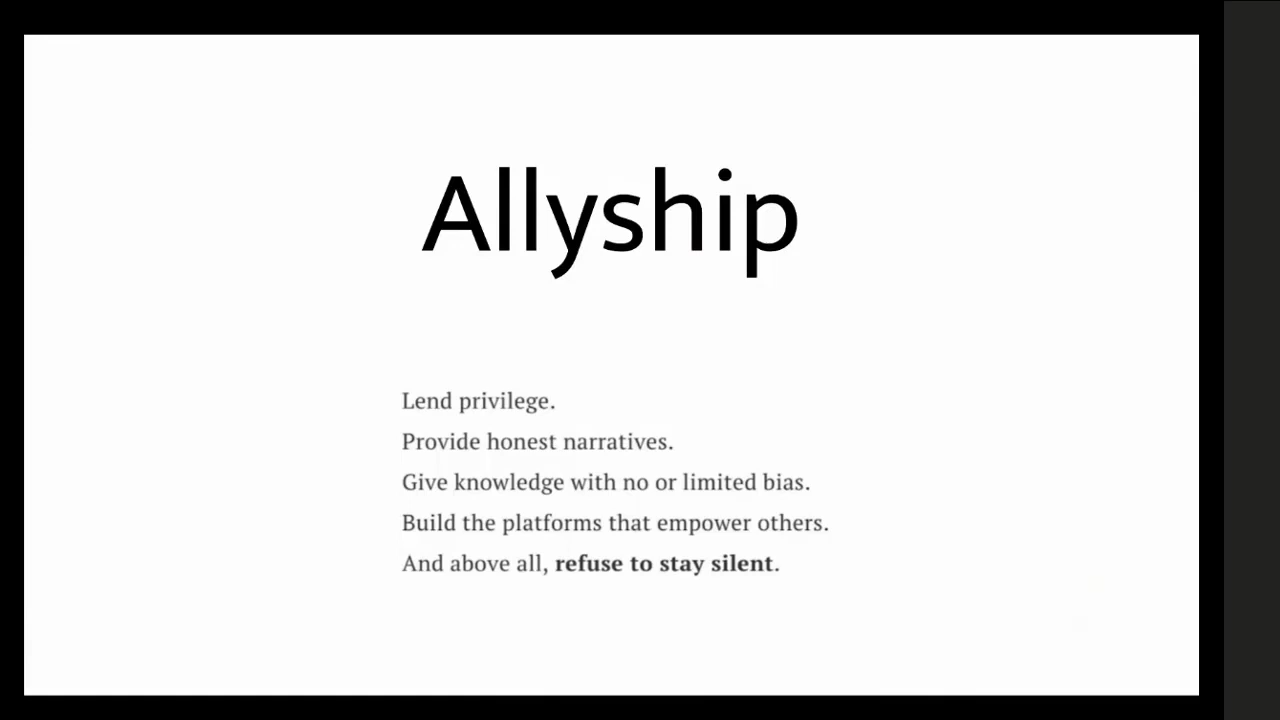 Allyship
Lend privilege.
Provide honest narratives.
Give knowledge with no or limited bias.
Build the platforms that empower others.
And above all, refuse to stay silent.